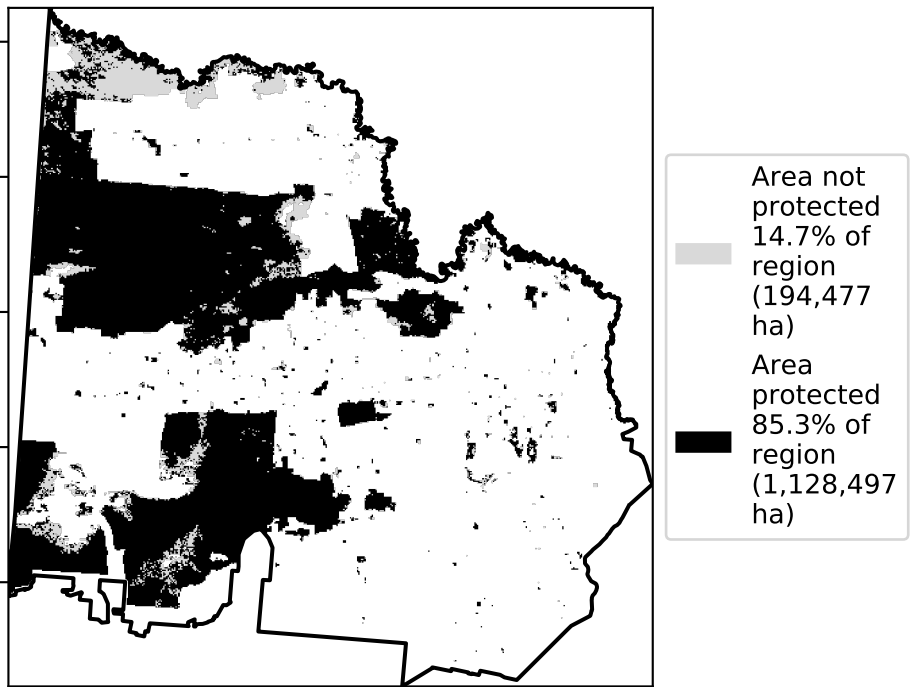 Area not
protected
14.7% of
region
(194,477
ha)
Area
protected
85.3% of
region
(1,128,497
ha)